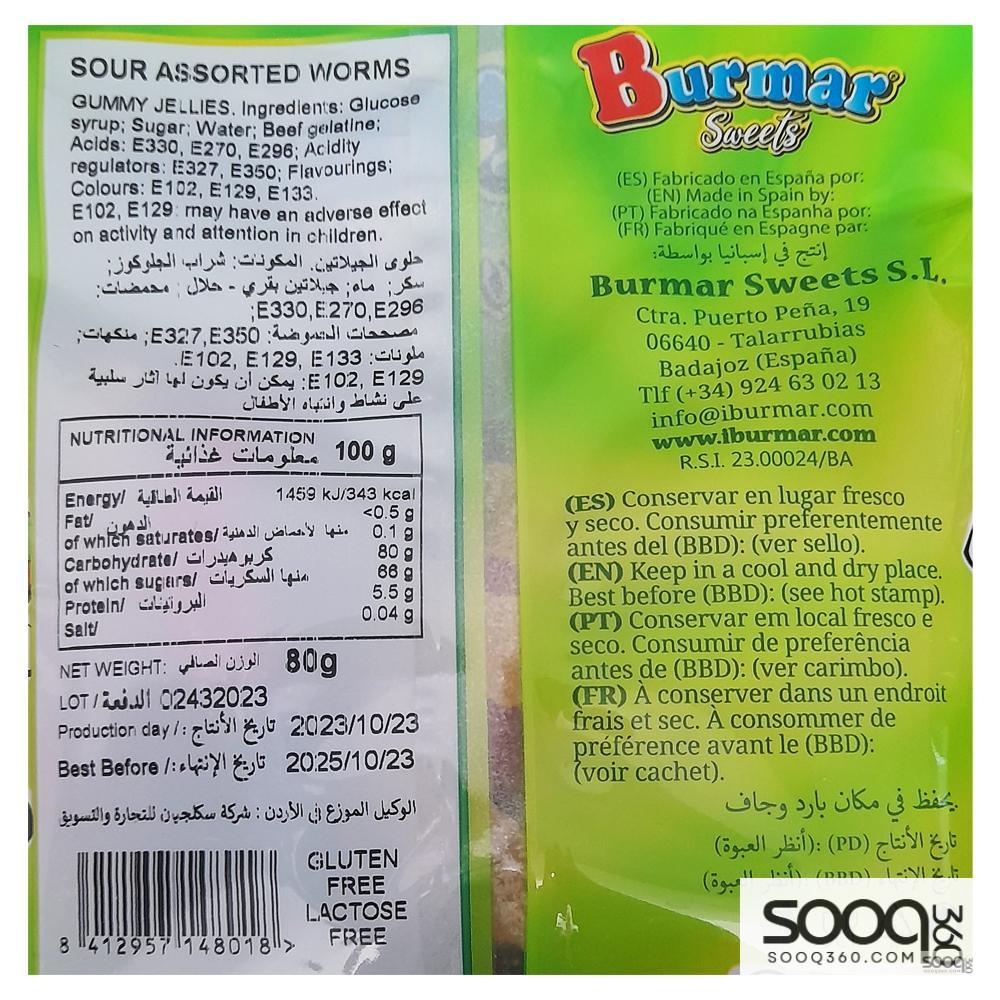 SOUR ASSORTED WORMS
GUMMY JELLIES. Ingredients: Glucose
syrup; Sugar; Water; Beef gelatine;
Acids: E330, E270, E296; Acidity
regulators: E327, E350; Flavourings;
Colours: E102, E129, E133.
E102, E129: may have an adverse effect
on activity and attention in children.
حلوى الجيلاتين. المكونات: شراب الجلوكوز;
سكر; ماء; جيلاتين بقري - حلال; محمضات:
E330,E270,E296;
مصححات الحموضة: E327,E350; منكهات;
ملونات: E102, E129, E133.
E102, E129: يمكن أن يكون لها آثار سلبية
على نشاط وانتباه الأطفال
NUTRITIONAL INFORMATION
معلومات غذائية 100 g
Energy/ القيمة الطاقية 1459 kJ/343 kcal
Fat/ الدهون <0.5 g
of which saturates/ منها لأحماض الدهنية 0.1 g
Carbohydrate/ كربوهيدرات 80 g
of which sugars/ منها السكريات 66 g
Protein/ البروتينات 5.5 g
Salt/ 0.04 g
NET WEIGHT: الوزن الصافي 80g
LOT / الدفعة 02432023
Production day /: تاريخ الأنتاج 2023/10/23
Best Before /: تاريخ الإنتهاء 2025/10/23
الوكيل الموزع في الأردن : شركة سكلجيون للتجارة والتسويق
GLUTEN
FREE
LACTOSE
FREE
8 412957 148018 >
Burmar
Sweets
(ES) Fabricado en España por:
(EN) Made in Spain by:
(PT) Fabricado na Espanha por:
(FR) Fabriqué en Espagne par:
إنتج في إسبانيا بواسطة:
Burmar Sweets S.L.
Ctra. Puerto Peña, 19
06640 - Talarrubias
Badajoz (España)
Tlf (+34) 924 63 02 13
info@iburmar.com
www.iburmar.com
R.S.I. 23.00024/BA
(ES) Conservar en lugar fresco
y seco. Consumir preferentemente
antes del (BBD): (ver sello).
(EN) Keep in a cool and dry place.
Best before (BBD): (see hot stamp).
(PT) Conservar em local fresco e
seco. Consumir de preferência
antes de (BBD): (ver carimbo).
(FR) À conserver dans un endroit
frais et sec. À consommer de
préférence avant le (BBD):
(voir cachet).
يحفظ في مكان بارد وجاف
تاريخ الأنتاج (PD): (أنظر العبوة)
تاريخ الإنتهاء (BBD): (أنظر العبوة)
SOOQ360
SOOQ360.COM